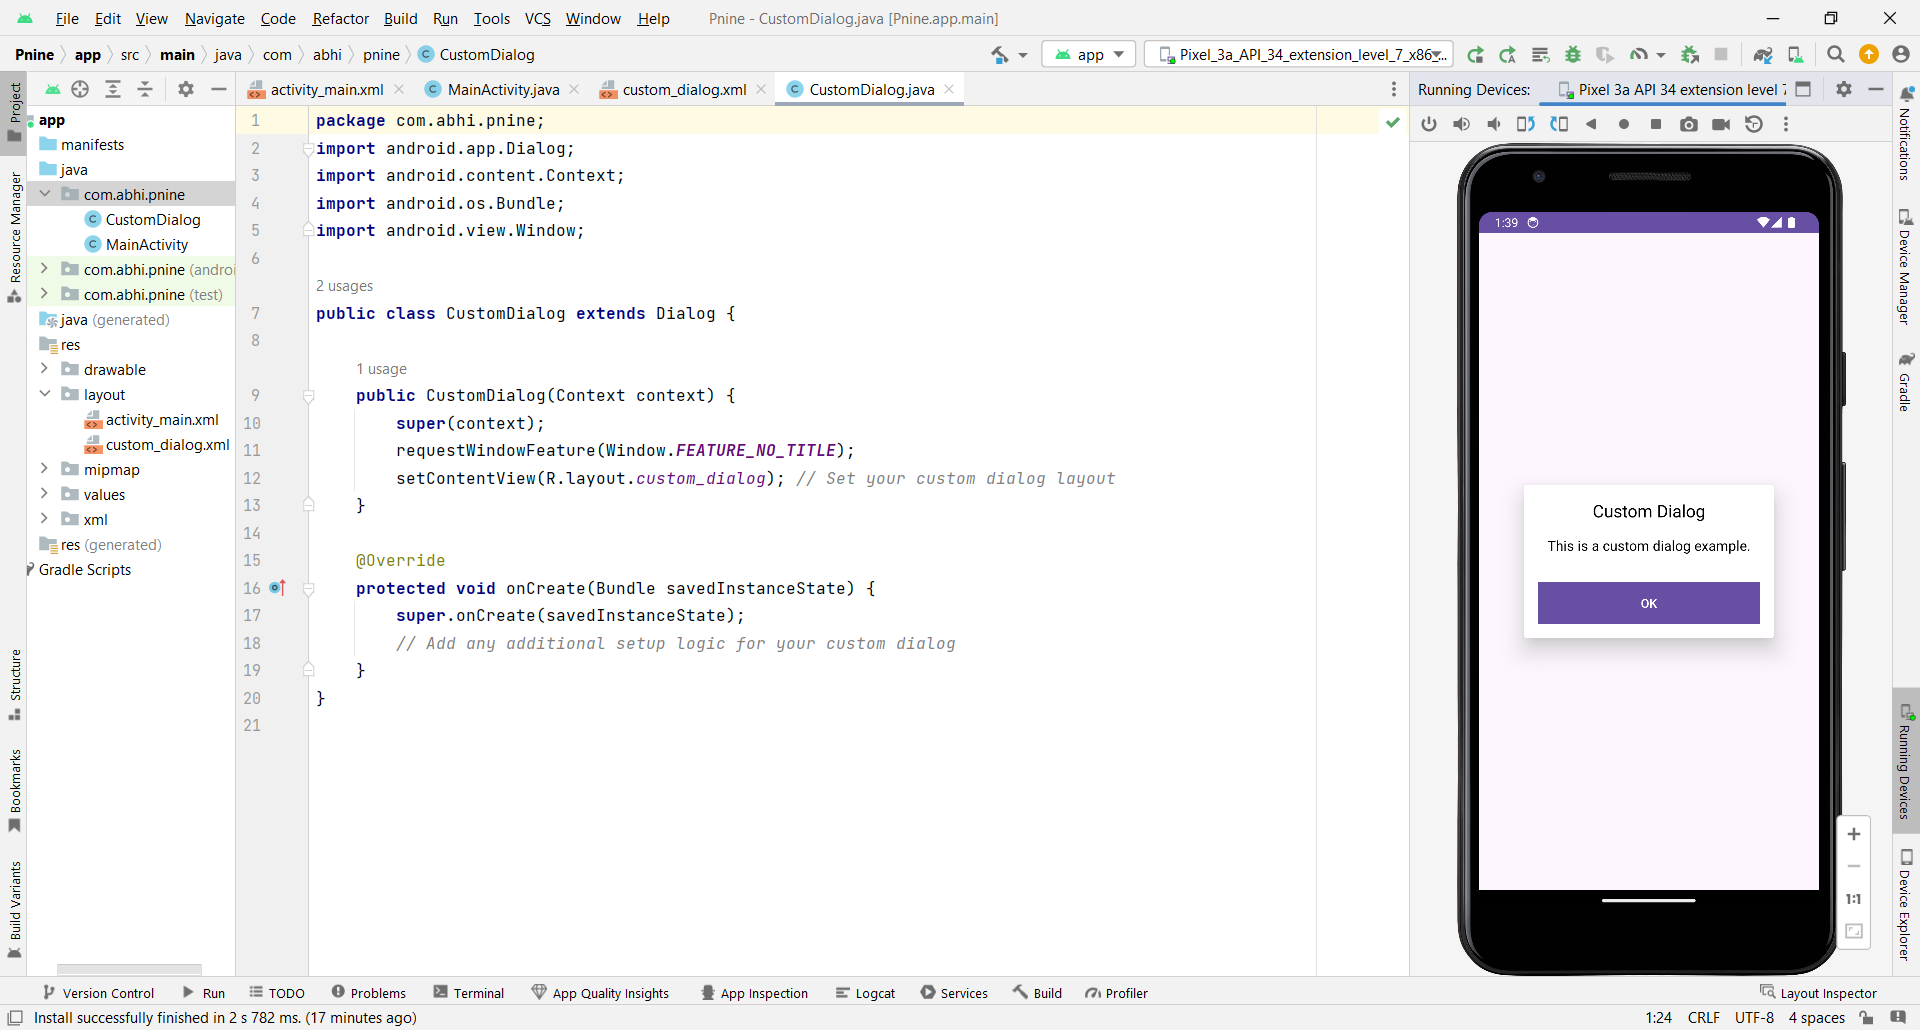 File Edit View Navigate Code Refactor Build Run Tools VCS Window Help Pnine - CustomDialog.java [Pnine.app.main]
Pnine app src main java com abhi pnine CustomDialog app Pixel_3a_API_34_extension_level_7_x86_...
activity_main.xml MainActivity.java custom_dialog.xml CustomDialog.java Running Devices: Pixel 3a API 34 extension level 7
Project
Resource Manager
Structure
Bookmarks
Build Variants
app
manifests
java
com.abhi.pnine
CustomDialog
MainActivity
com.abhi.pnine (androi
com.abhi.pnine (test)
java (generated)
res
drawable
layout
activity_main.xml
custom_dialog.xml
mipmap
values
xml
res (generated)
Gradle Scripts
1 package com.abhi.pnine;
2 import android.app.Dialog;
3 import android.content.Context;
4 import android.os.Bundle;
5 import android.view.Window;
6
2 usages
7 public class CustomDialog extends Dialog {
8
1 usage
9 public CustomDialog(Context context) {
10 super(context);
11 requestWindowFeature(Window.FEATURE_NO_TITLE);
12 setContentView(R.layout.custom_dialog); // Set your custom dialog layout
13 }
14
15 @Override
16 protected void onCreate(Bundle savedInstanceState) {
17 super.onCreate(savedInstanceState);
18 // Add any additional setup logic for your custom dialog
19 }
20 }
21
1:39
Custom Dialog
This is a custom dialog example.
OK
1:1
Notifications
Device Manager
Gradle
Running Devices
Device Explorer
Version Control Run TODO Problems Terminal App Quality Insights App Inspection Logcat Services Build Profiler Layout Inspector
Install successfully finished in 2 s 782 ms. (17 minutes ago) 1:24 CRLF UTF-8 4 spaces